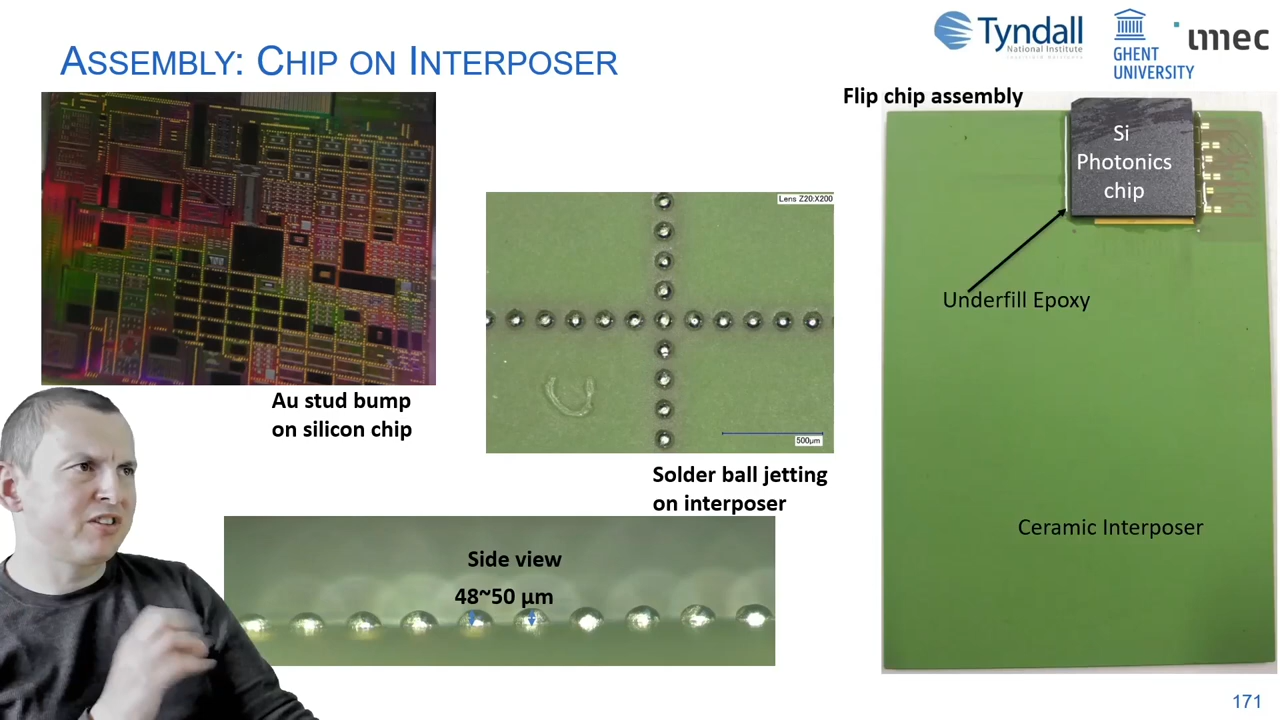 ASSEMBLY: CHIP ON INTERPOSER
Tyndall
National Institute
GHENT
UNIVERSITY
imec
Flip chip assembly
Si
Photonics
chip
Lens Z20:X200
Underfill Epoxy
500µm
Au stud bump
on silicon chip
Solder ball jetting
on interposer
Ceramic Interposer
Side view
48~50 µm
171